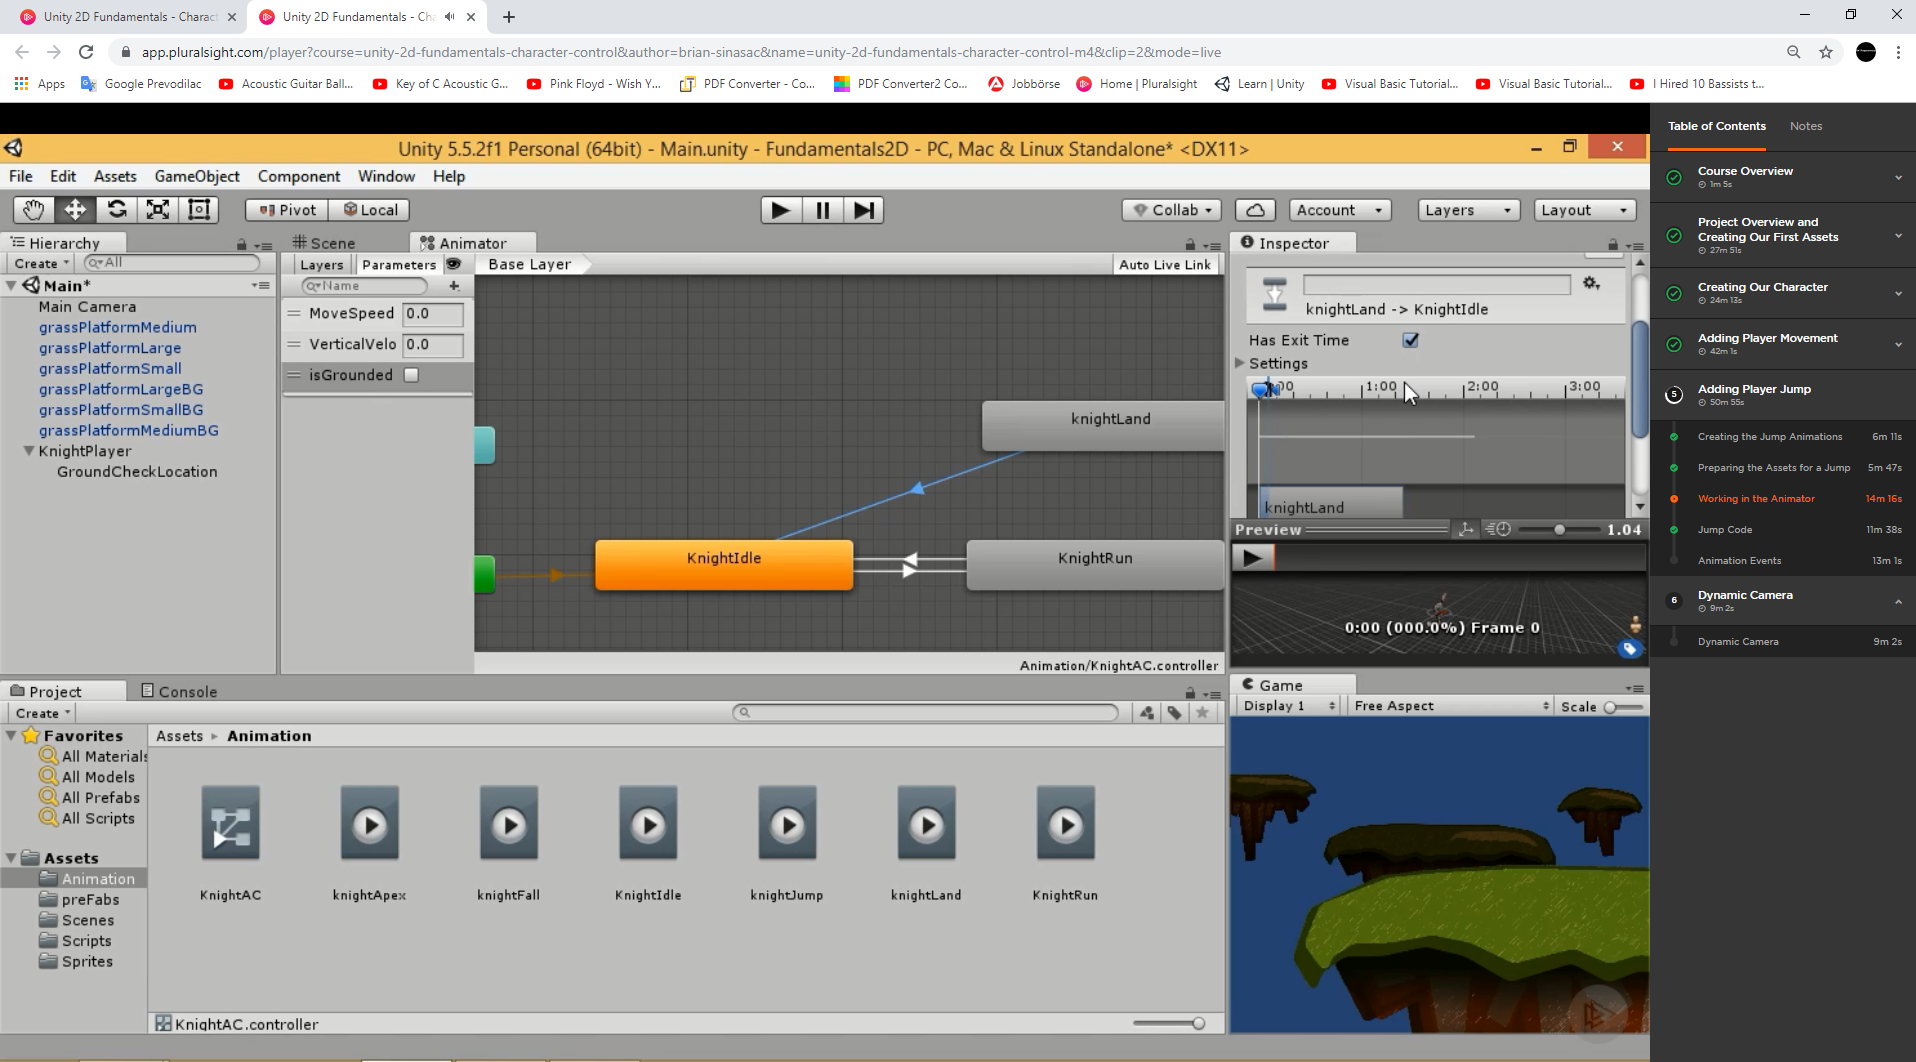 Unity 2D Fundamentals - Charact
Unity 2D Fundamentals - Cha
app.pluralsight.com/player?course=unity-2d-fundamentals-character-control&author=brian-sinasac&name=unity-2d-fundamentals-character-control-m4&clip=2&mode=live
Apps
Google Prevodilac
Acoustic Guitar Ball...
Key of C Acoustic G...
Pink Floyd - Wish Y...
PDF Converter - Co...
PDF Converter2 Co...
Jobbörse
Home | Pluralsight
Learn | Unity
Visual Basic Tutorial...
Visual Basic Tutorial...
I Hired 10 Bassists t...
Unity 5.5.2f1 Personal (64bit) - Main.unity - Fundamentals2D - PC, Mac & Linux Standalone* <DX11>
File Edit Assets GameObject Component Window Help
Pivot Local
Collab Account Layers Layout
Hierarchy
Create All
Main*
Main Camera
grassPlatformMedium
grassPlatformLarge
grassPlatformSmall
grassPlatformLargeBG
grassPlatformSmallBG
grassPlatformMediumBG
KnightPlayer
GroundCheckLocation
Scene Animator
Layers Parameters Base Layer Auto Live Link
Name
MoveSpeed 0.0
VerticalVelo 0.0
isGrounded
knightLand
KnightIdle
KnightRun
Animation/KnightAC.controller
Inspector
knightLand -> KnightIdle
Has Exit Time
Settings
1:00 2:00 3:00
knightLand
Preview 1.04
0:00 (000.0%) Frame 0
Game
Display 1 Free Aspect Scale
Project Console
Create
Favorites
All Materials
All Models
All Prefabs
All Scripts
Assets
Animation
preFabs
Scenes
Scripts
Sprites
Assets Animation
KnightAC
knightApex
knightFall
KnightIdle
knightJump
knightLand
KnightRun
KnightAC.controller
Table of Contents Notes
Course Overview
1m 5s
Project Overview and
Creating Our First Assets
27m 51s
Creating Our Character
24m 13s
Adding Player Movement
42m 1s
5 Adding Player Jump
50m 55s
Creating the Jump Animations 6m 11s
Preparing the Assets for a Jump 5m 47s
Working in the Animator 14m 16s
Jump Code 11m 38s
Animation Events 13m 1s
6 Dynamic Camera
9m 2s
Dynamic Camera 9m 2s